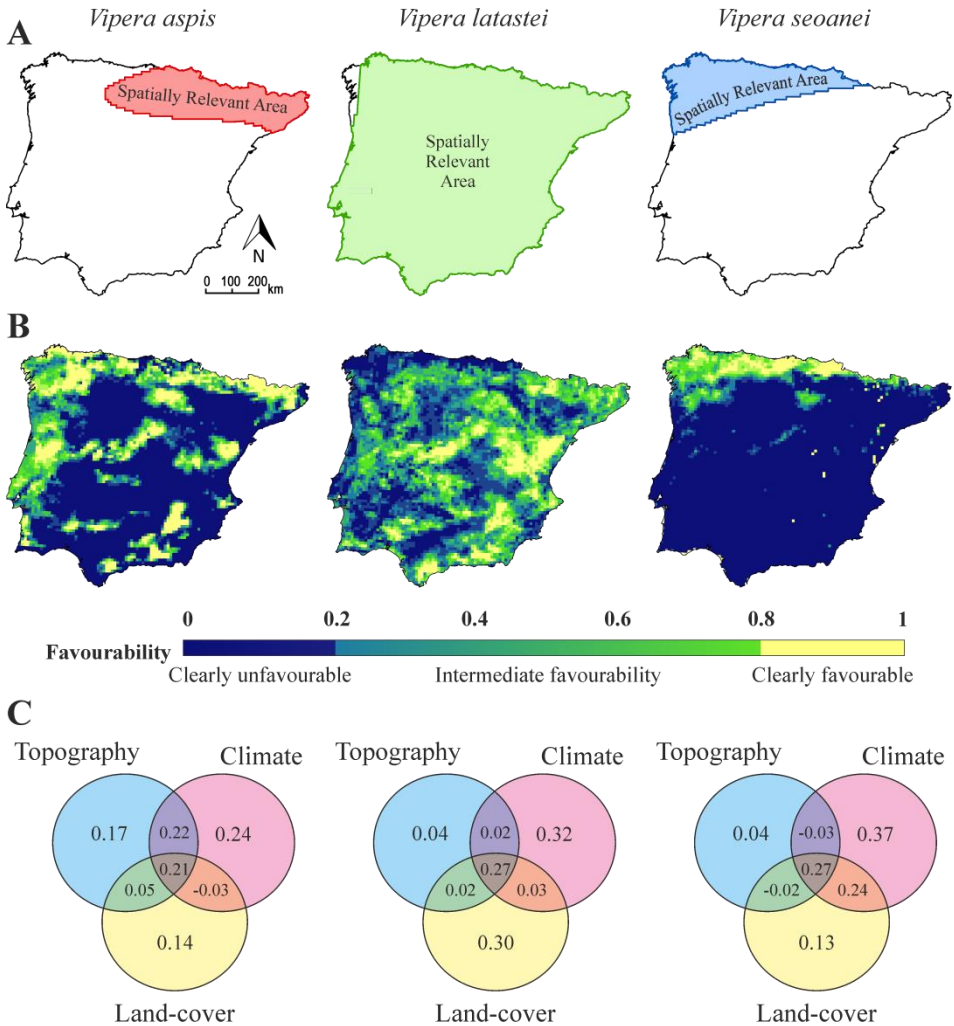 Vipera aspis
Vipera latastei
Vipera seoanei
A
Spatially Relevant Area
Spatially
Relevant
Area
Spatially Relevant Area
N
0 100 200 km
B
0 0.2 0.4 0.6 0.8 1
Favourability
Clearly unfavourable Intermediate favourability Clearly favourable
C
Topography Climate
0.17 0.22 0.24
0.21
0.05 -0.03
0.14
Land-cover
Topography Climate
0.04 0.02 0.32
0.27
0.02 0.03
0.30
Land-cover
Topography Climate
0.04 -0.03 0.37
0.27
-0.02 0.24
0.13
Land-cover